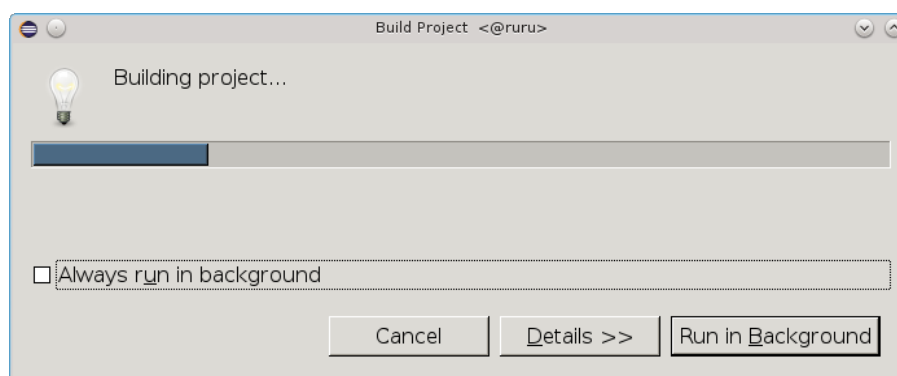 Build Project <@ruru>
Building project...
Always run in background
Cancel
Details >>
Run in Background